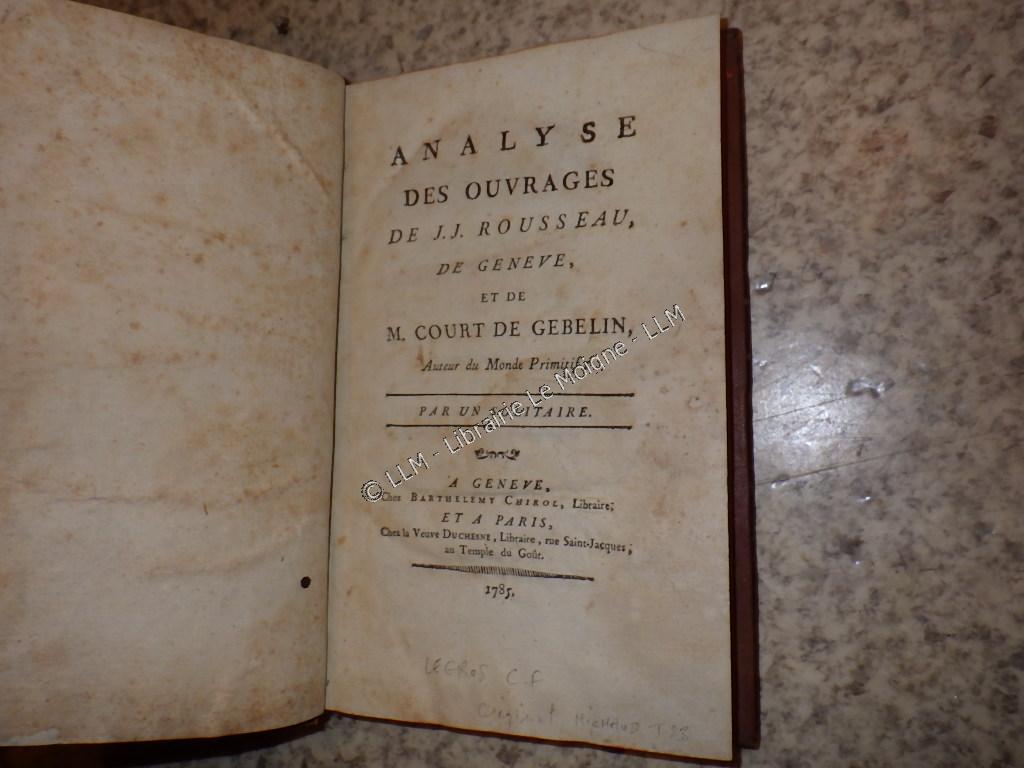 ANALYSE
DES OUVRAGES
DE J.J. ROUSSEAU,
DE GENEVE,
ET DE
M. COURT DE GEBELIN,
Auteur du Monde Primitif
PAR UN SOLITAIRE.
A GENEVE,
Chez BARTHELEMY CHIROL, Libraire;
ET A PARIS,
Chez la Veuve DUCHESNE, Libraire, rue Saint-Jacques;
au Temple du Goût.
1785.
LEGROS C.F
MICHAUD T 23
© LLM - Librairie Le Moigne - LLM